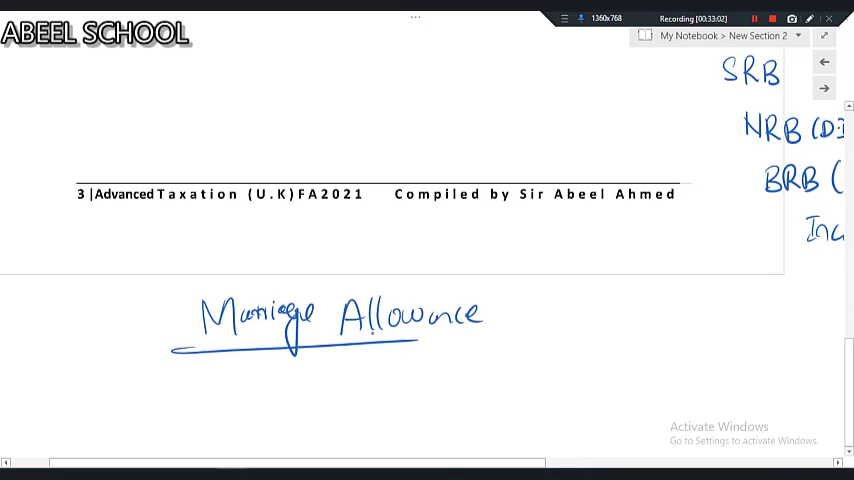 1360x768
Recording [00:33:02]
ABEEL SCHOOL
My Notebook > New Section 2
SRB
NRB (D:
BRB (
Inc
3|Advanced Taxation (U.K)FA2021 Compiled by Sir Abeel Ahmed
Marriage Allowance
Activate Windows
Go to Settings to activate Windows.